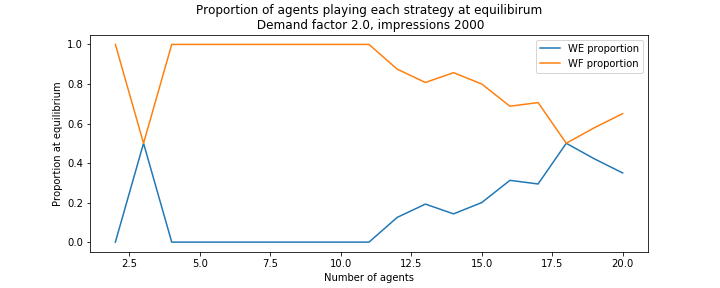 Proportion of agents playing each strategy at equilibirum
Demand factor 2.0, impressions 2000
WE proportion
WF proportion
Proportion at equilibrium
1.0
0.8
0.6
0.4
0.2
0.0
2.5 5.0 7.5 10.0 12.5 15.0 17.5 20.0
Number of agents